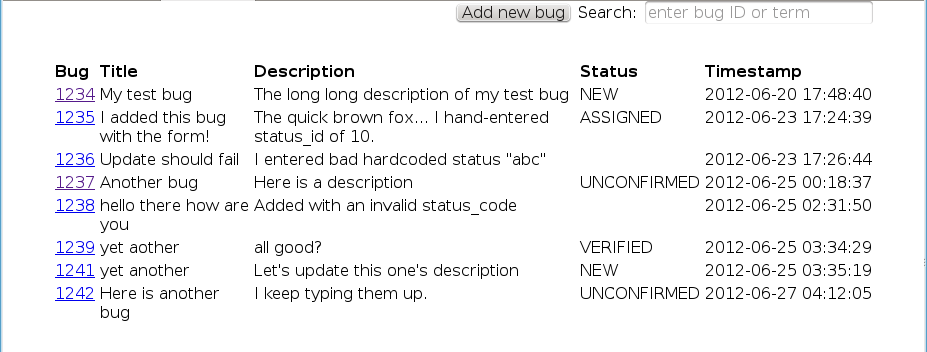 Add new bug Search: enter bug ID or term
Bug Title Description Status Timestamp
1234 My test bug The long long description of my test bug NEW 2012-06-20 17:48:40
1235 I added this bug The quick brown fox... I hand-entered ASSIGNED 2012-06-23 17:24:39
with the form! status_id of 10.
1236 Update should fail I entered bad hardcoded status "abc" 2012-06-23 17:26:44
1237 Another bug Here is a description UNCONFIRMED 2012-06-25 00:18:37
1238 hello there how are Added with an invalid status_code 2012-06-25 02:31:50
you
1239 yet aother all good? VERIFIED 2012-06-25 03:34:29
1241 yet another Let's update this one's description NEW 2012-06-25 03:35:19
1242 Here is another I keep typing them up. UNCONFIRMED 2012-06-27 04:12:05
bug